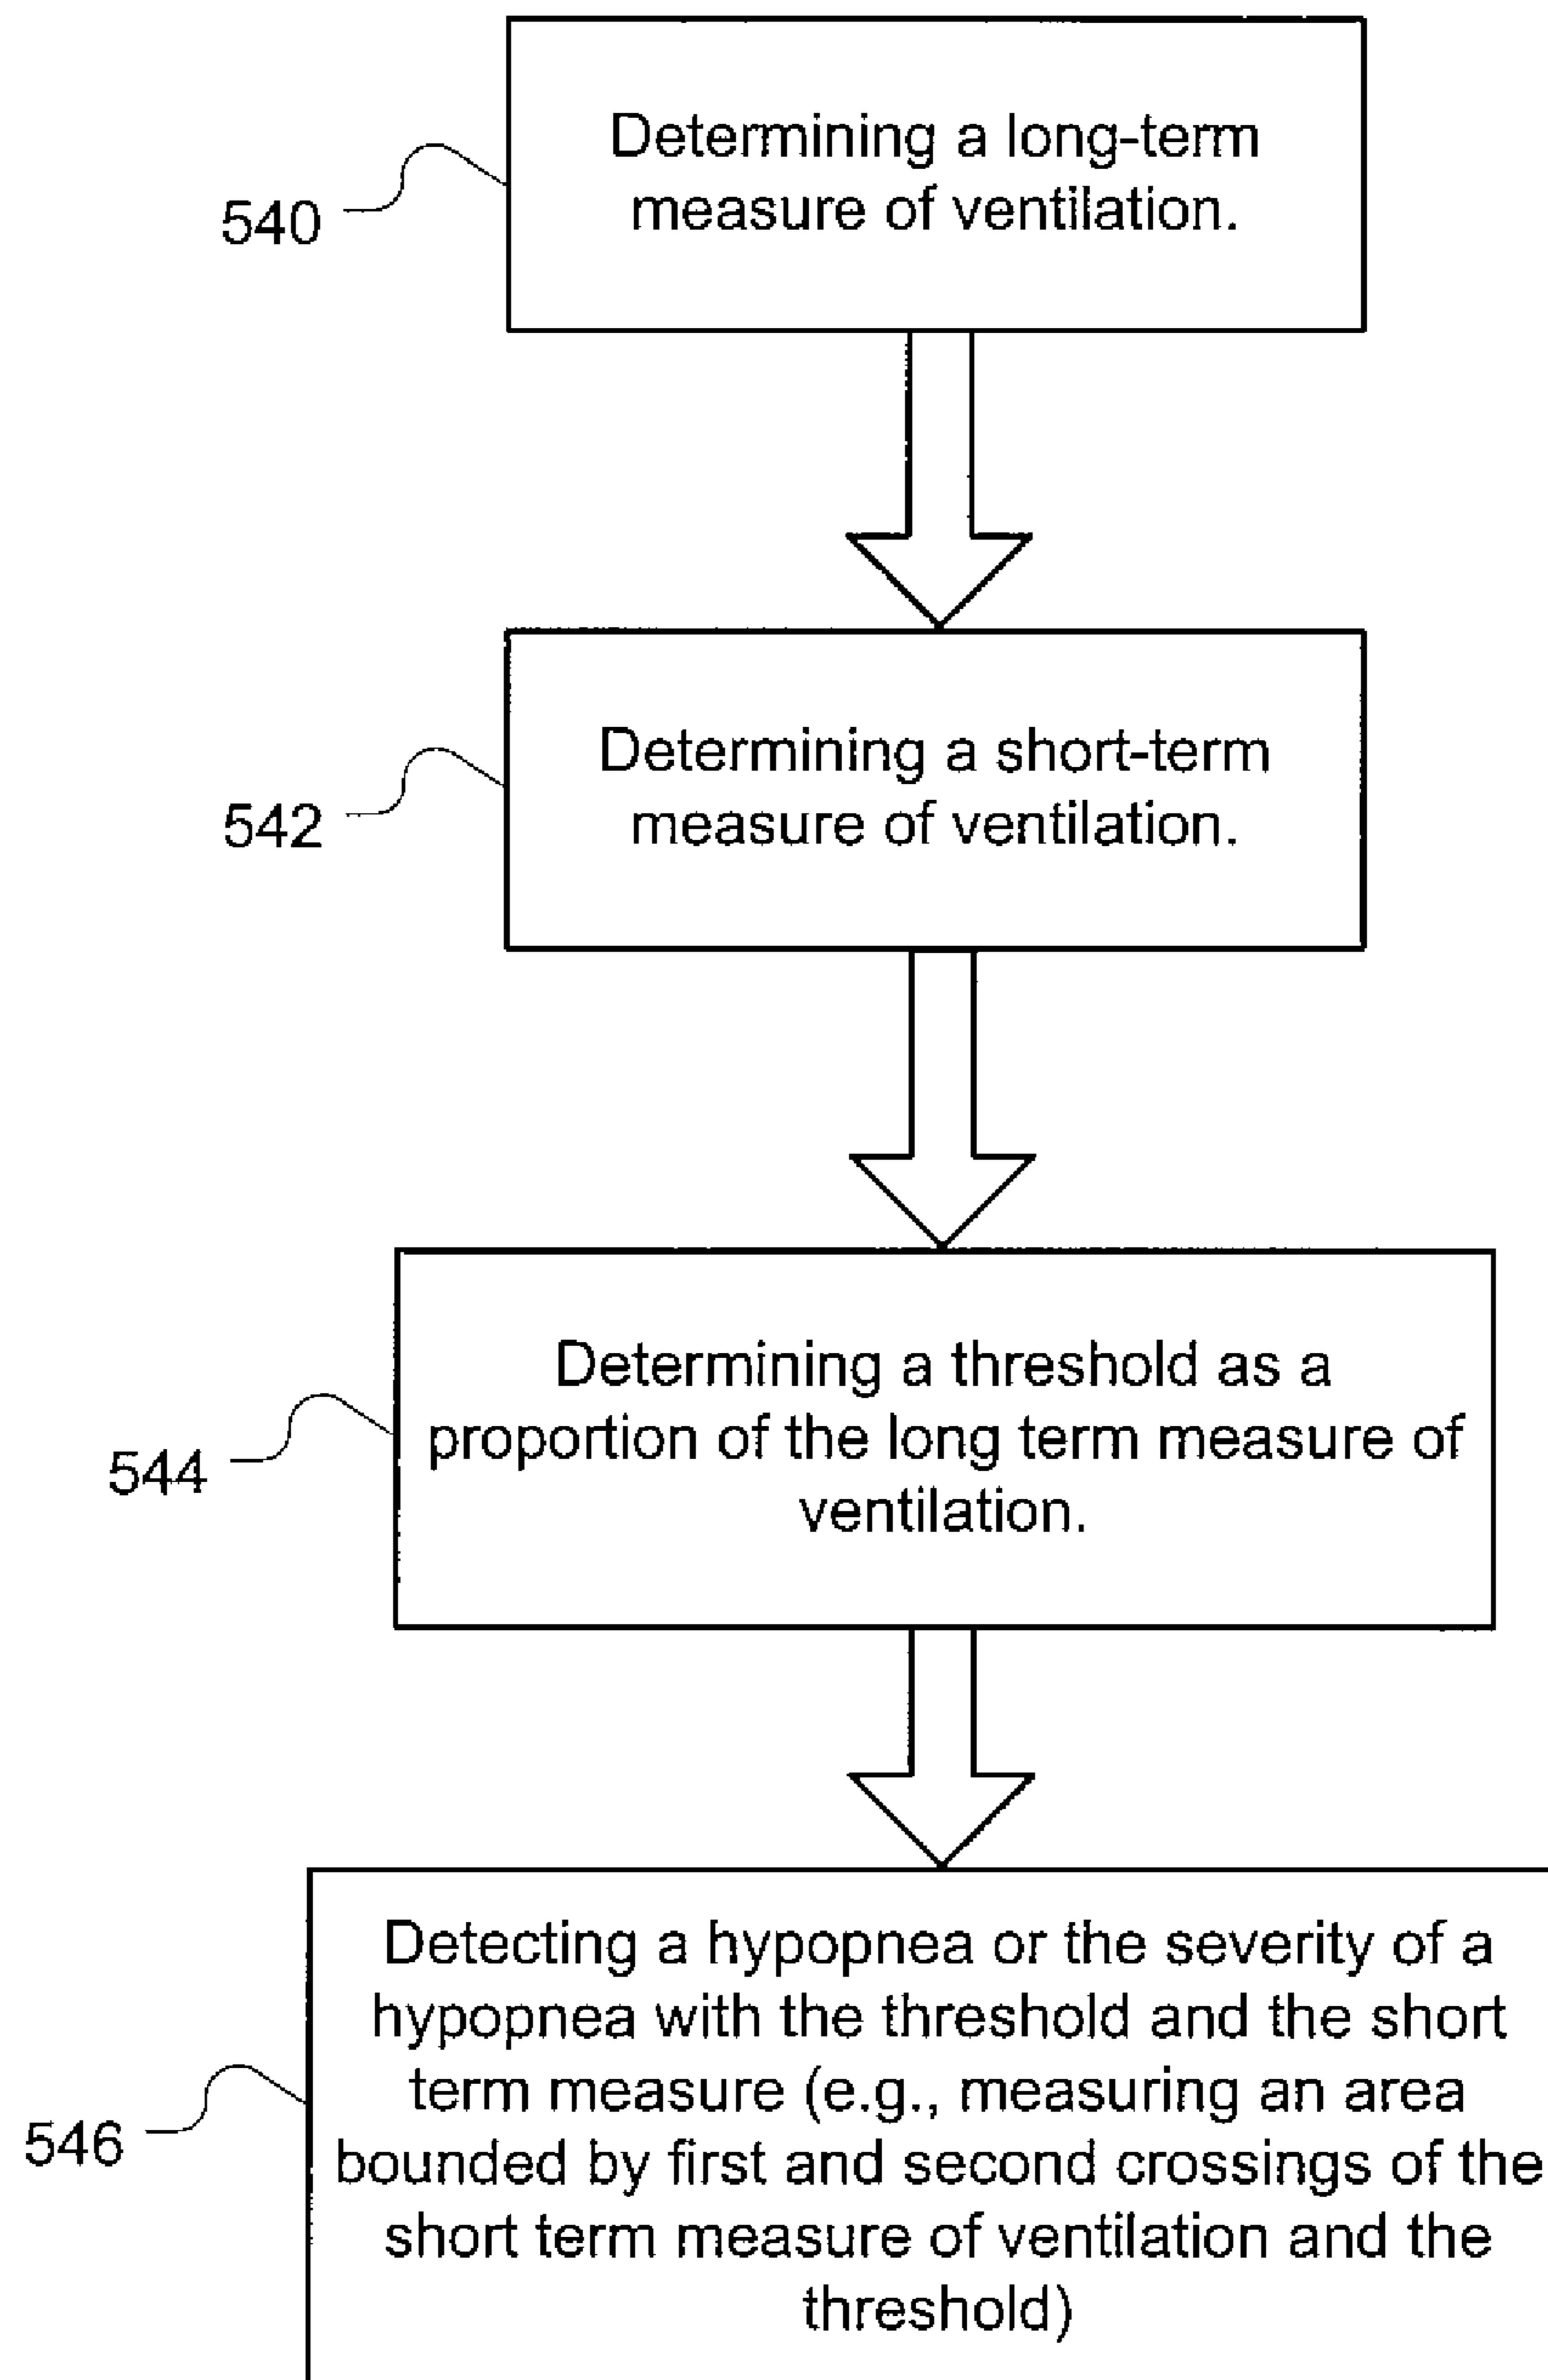 Determining a long-term
measure of ventilation.
540
Determining a short-term
measure of ventilation.
542
Determining a threshold as a
proportion of the long term measure of
ventilation.
544
Detecting a hypopnea or the severity of a
hypopnea with the threshold and the short
term measure (e.g., measuring an area
bounded by first and second crossings of the
short term measure of ventilation and the
threshold)
546